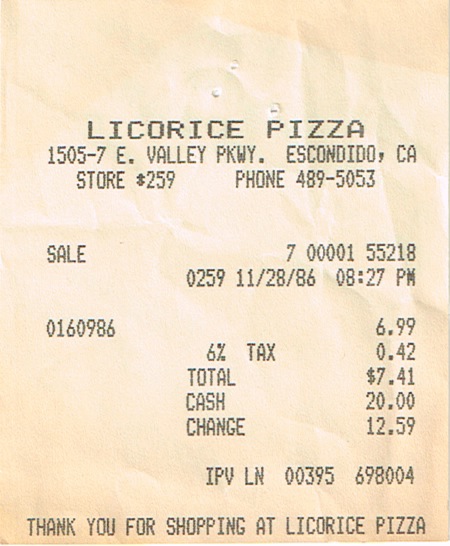 LICORICE PIZZA
1505-7 E. VALLEY PKWY. ESCONDIDO, CA
STORE #259 PHONE 489-5053
SALE 7 00001 55218
0259 11/28/86 08:27 PM
0160986 6.99
6% TAX 0.42
TOTAL $7.41
CASH 20.00
CHANGE 12.59
IPV LN 00395 698004
THANK YOU FOR SHOPPING AT LICORICE PIZZA